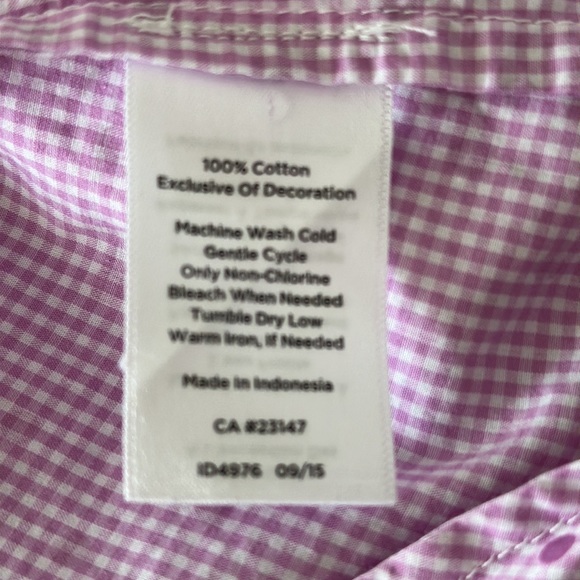 100% Cotton
Exclusive Of Decoration
Machine Wash Cold
Gentle Cycle
Only Non-Chlorine
Bleach When Needed
Tumble Dry Low
Warm Iron, If Needed
Made In Indonesia
CA #23147
ID4976 09/15